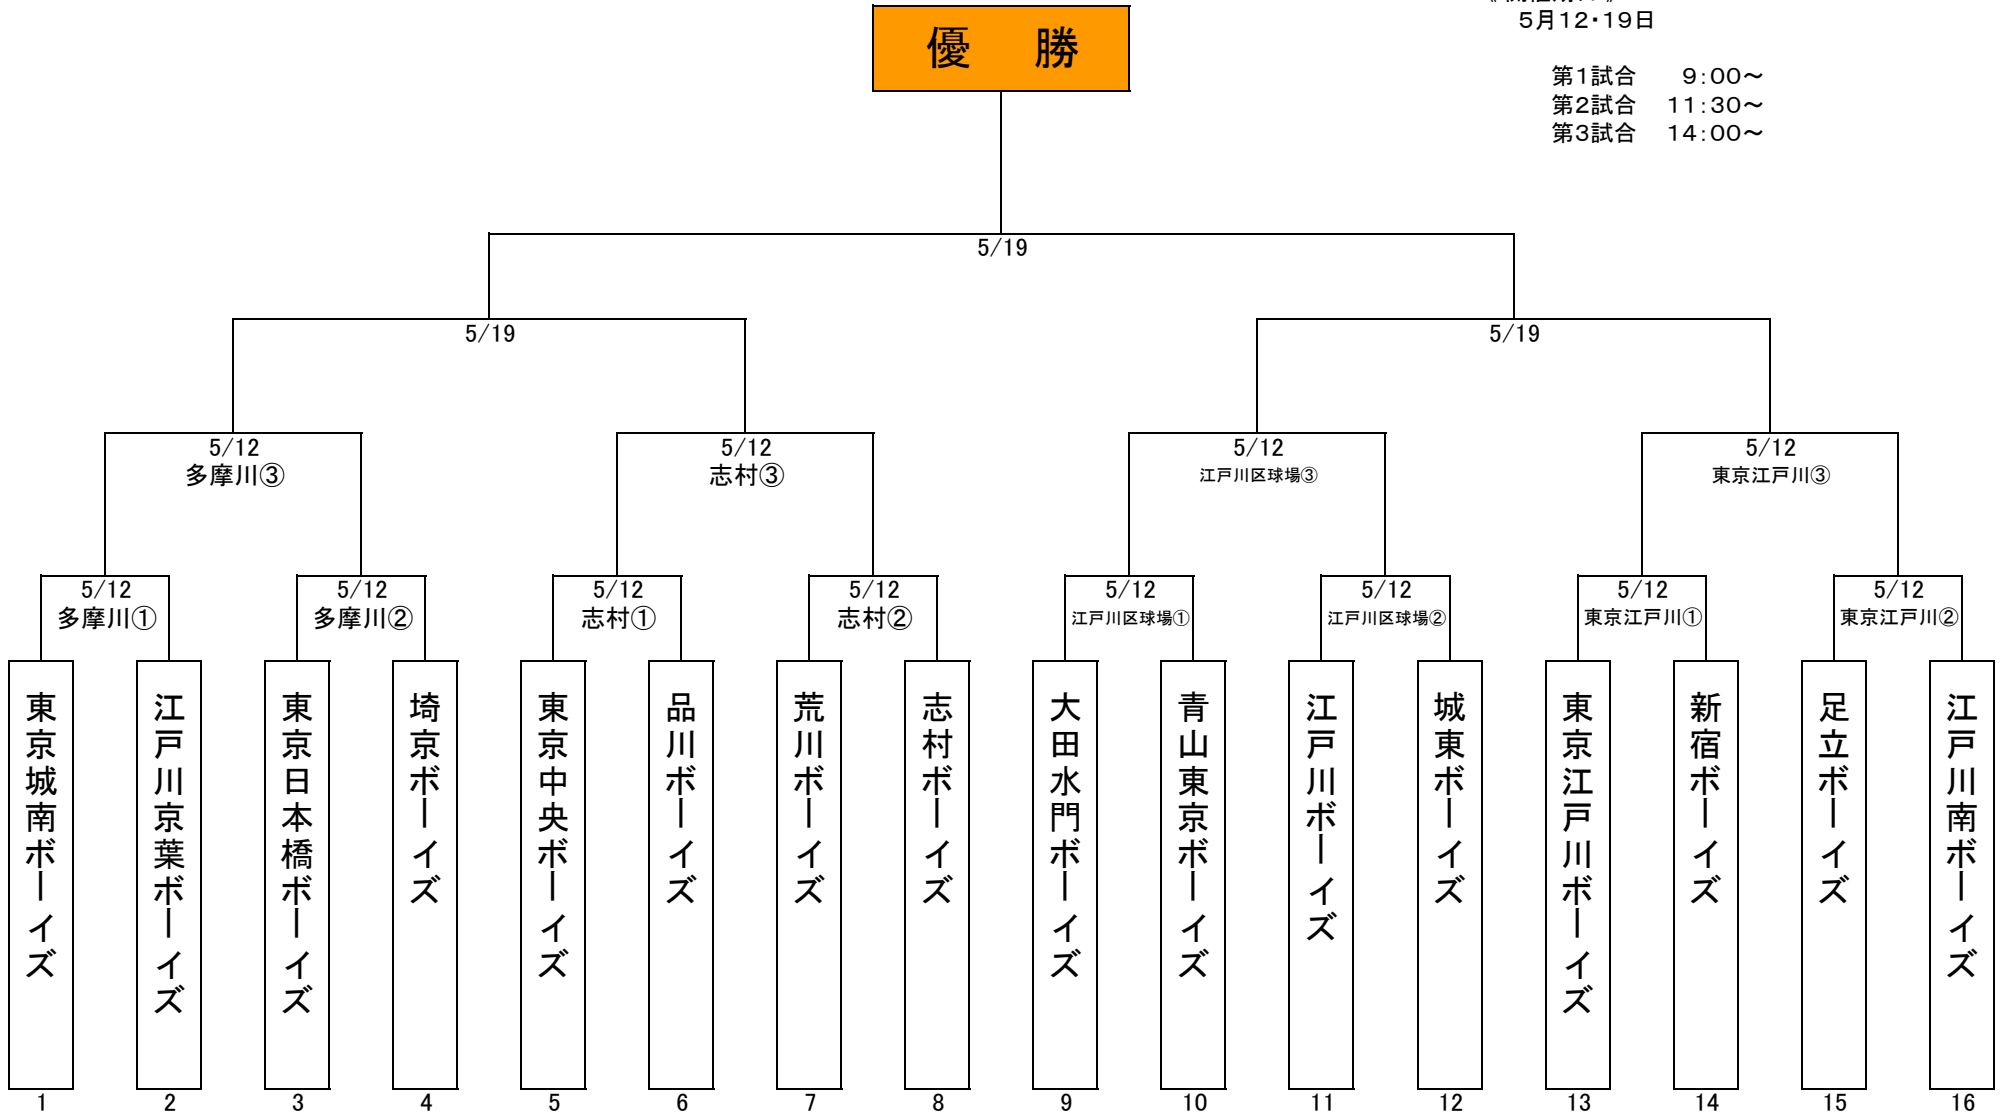 5月12・19日
第1試合 9:00～
第2試合 11:30～
第3試合 14:00～
優 勝
5/19
5/19
5/19
5/12
多摩川③
5/12
志村③
5/12
江戸川区球場③
5/12
東京江戸川③
5/12
多摩川①
5/12
多摩川②
5/12
志村①
5/12
志村②
5/12
江戸川区球場①
5/12
江戸川区球場②
5/12
東京江戸川①
5/12
東京江戸川②
東京城南ボーイズ
江戸川京葉ボーイズ
東京日本橋ボーイズ
埼京ボーイズ
東京中央ボーイズ
品川ボーイズ
荒川ボーイズ
志村ボーイズ
大田水門ボーイズ
青山東京ボーイズ
江戸川ボーイズ
城東ボーイズ
東京江戸川ボーイズ
新宿ボーイズ
足立ボーイズ
江戸川南ボーイズ
1 2 3 4 5 6 7 8 9 10 11 12 13 14 15 16